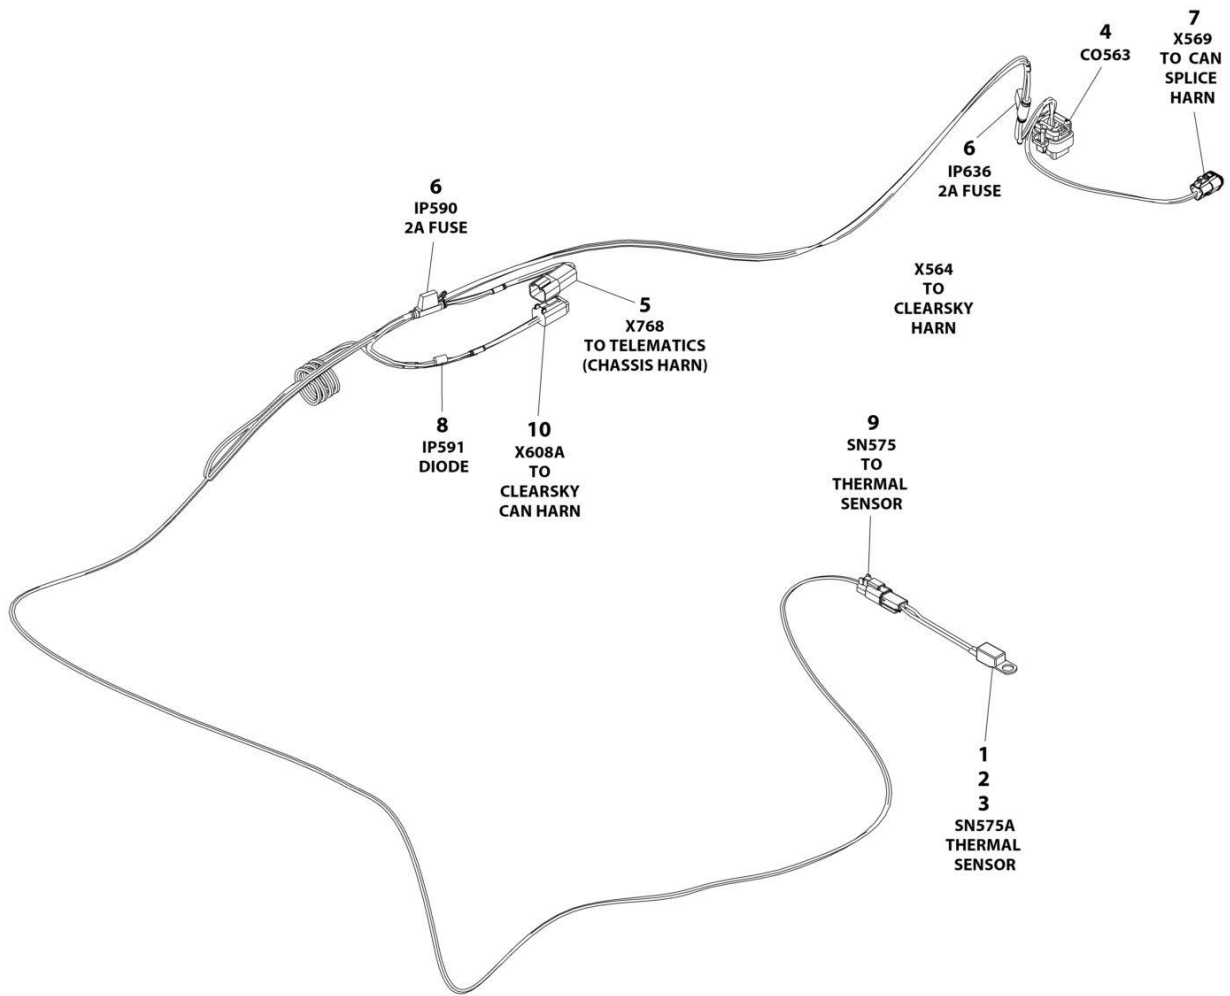 7
X569
TO CAN
SPLICE
HARN
4
CO563
6
IP636
2A FUSE
6
IP590
2A FUSE
X564
TO
CLEARSKY
HARN
5
X768
TO TELEMATICS
(CHASSIS HARN)
8
IP591
DIODE
10
X608A
TO
CLEARSKY
CAN HARN
9
SN575
TO
THERMAL
SENSOR
1
2
3
SN575A
THERMAL
SENSOR